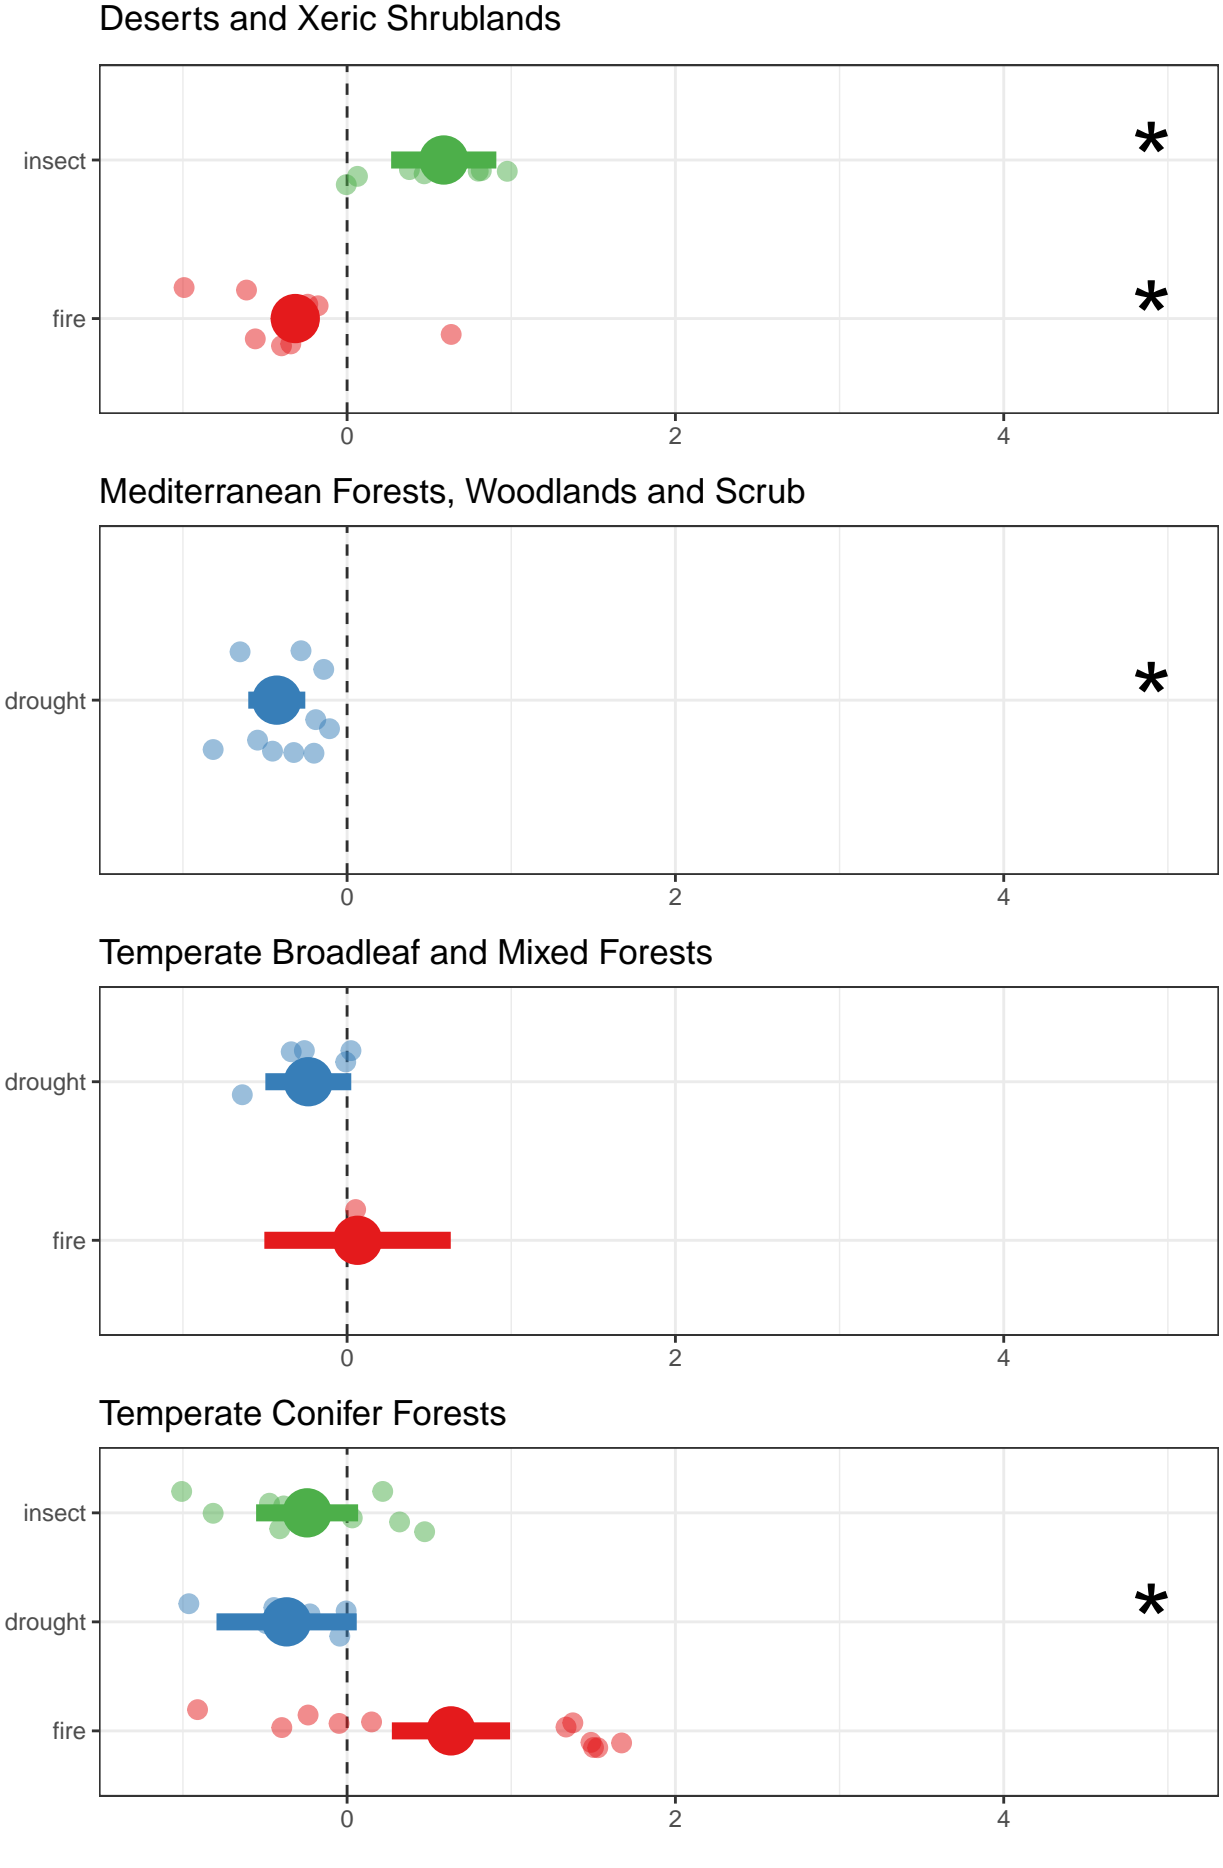 Deserts and Xeric Shrublands
insect
*
fire
*
0 2 4
Mediterranean Forests, Woodlands and Scrub
drought
*
0 2 4
Temperate Broadleaf and Mixed Forests
drought
fire
0 2 4
Temperate Conifer Forests
insect
drought
*
fire
0 2 4